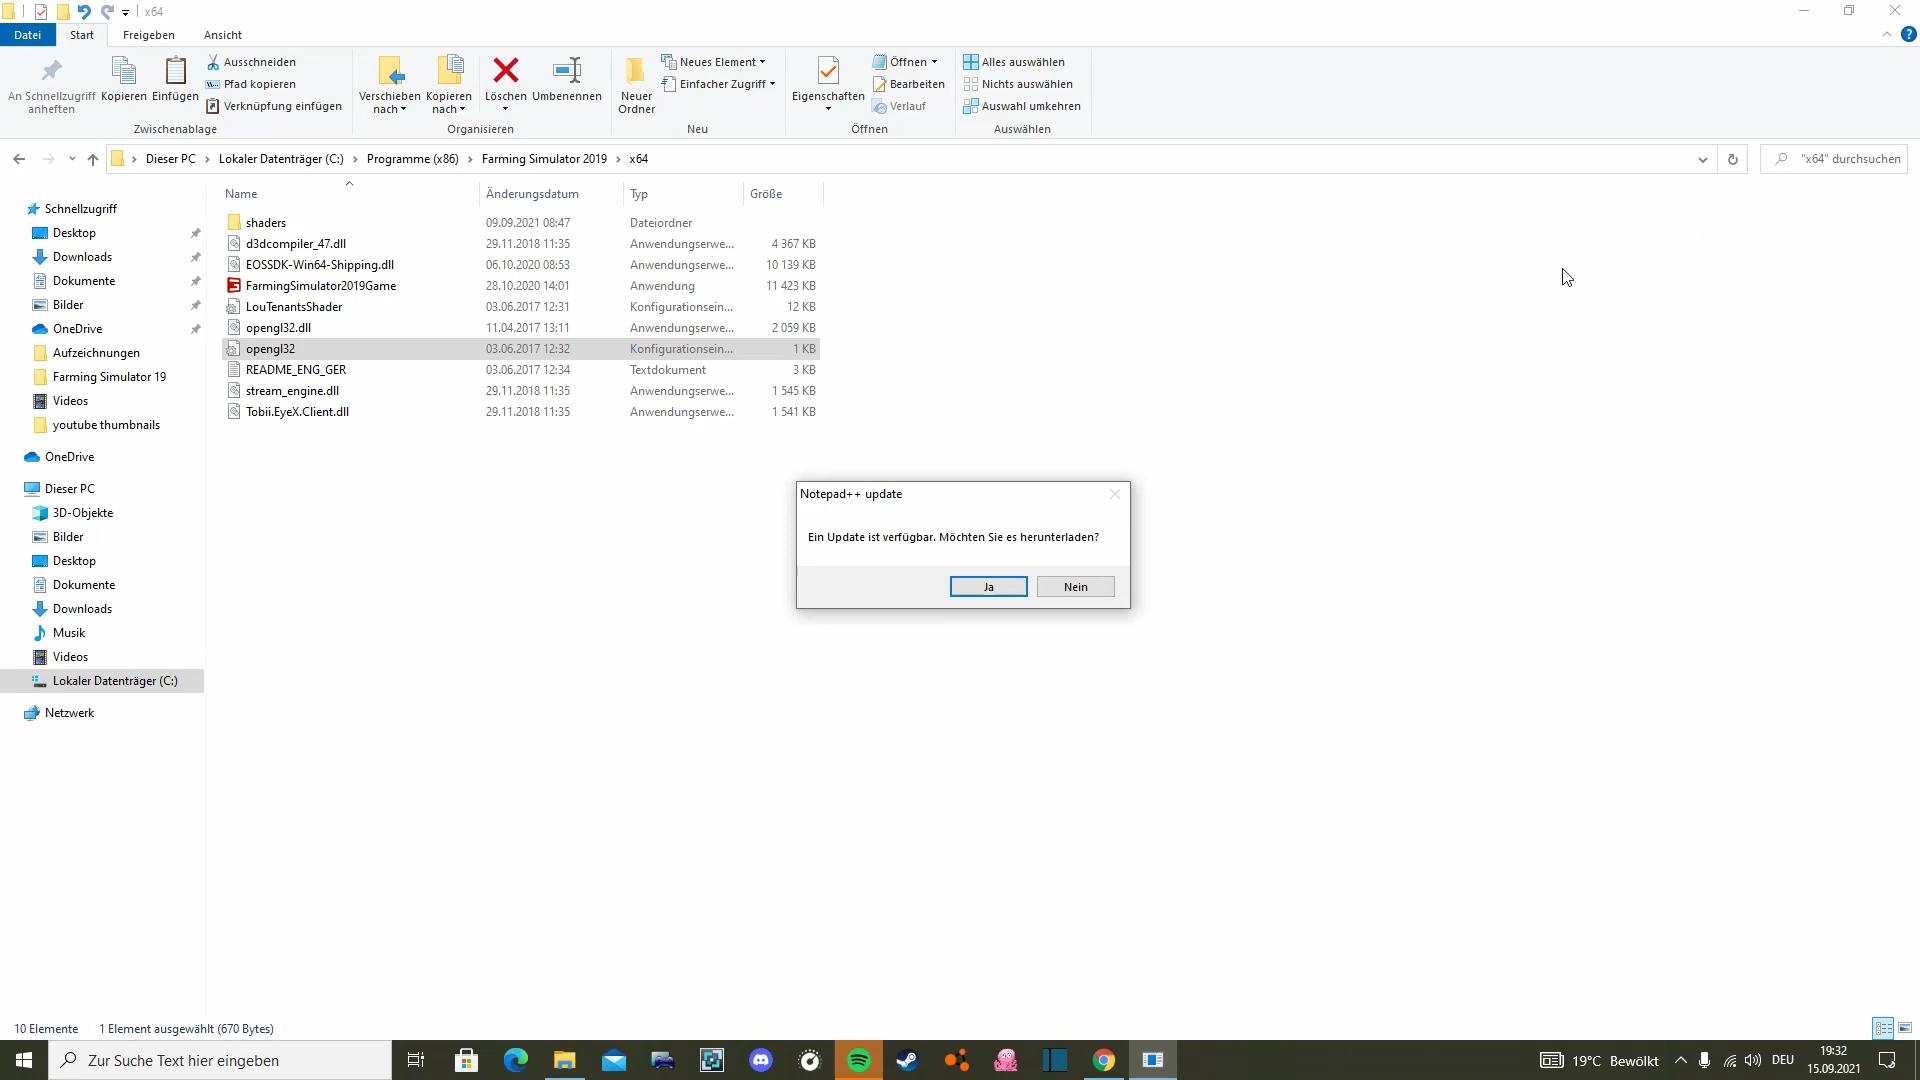 x64
Datei Start Freigeben Ansicht
An Schnellzugriff anheften
Kopieren
Einfügen
Ausschneiden
Pfad kopieren
Verknüpfung einfügen
Zwischenablage
Verschieben nach
Kopieren nach
Löschen
Umbenennen
Organisieren
Neuer Ordner
Neues Element
Einfacher Zugriff
Neu
Eigenschaften
Öffnen
Bearbeiten
Verlauf
Öffnen
Alles auswählen
Nichts auswählen
Auswahl umkehren
Auswählen
Dieser PC > Lokaler Datenträger (C:) > Programme (x86) > Farming Simulator 2019 > x64
"x64" durchsuchen
Schnellzugriff
Desktop
Downloads
Dokumente
Bilder
OneDrive
Aufzeichnungen
Farming Simulator 19
Videos
youtube thumbnails
OneDrive
Dieser PC
3D-Objekte
Bilder
Desktop
Dokumente
Downloads
Musik
Videos
Lokaler Datenträger (C:)
Netzwerk
Name Änderungsdatum Typ Größe
shaders 09.09.2021 08:47 Dateiordner
d3dcompiler_47.dll 29.11.2018 11:35 Anwendungserwe... 4 367 KB
EOSSDK-Win64-Shipping.dll 06.10.2020 08:53 Anwendungserwe... 10 139 KB
FarmingSimulator2019Game 28.10.2020 14:01 Anwendung 11 423 KB
LouTenantsShader 03.06.2017 12:31 Konfigurationsein... 12 KB
opengl32.dll 11.04.2017 13:11 Anwendungserwe... 2 059 KB
opengl32 03.06.2017 12:32 Konfigurationsein... 1 KB
README_ENG_GER 03.06.2017 12:34 Textdokument 3 KB
stream_engine.dll 29.11.2018 11:35 Anwendungserwe... 1 545 KB
Tobii.EyeX.Client.dll 29.11.2018 11:35 Anwendungserwe... 1 541 KB
Notepad++ update
Ein Update ist verfügbar. Möchten Sie es herunterladen?
Ja Nein
10 Elemente 1 Element ausgewählt (670 Bytes)
Zur Suche Text hier eingeben
19°C Bewölkt
DEU
19:32
15.09.2021